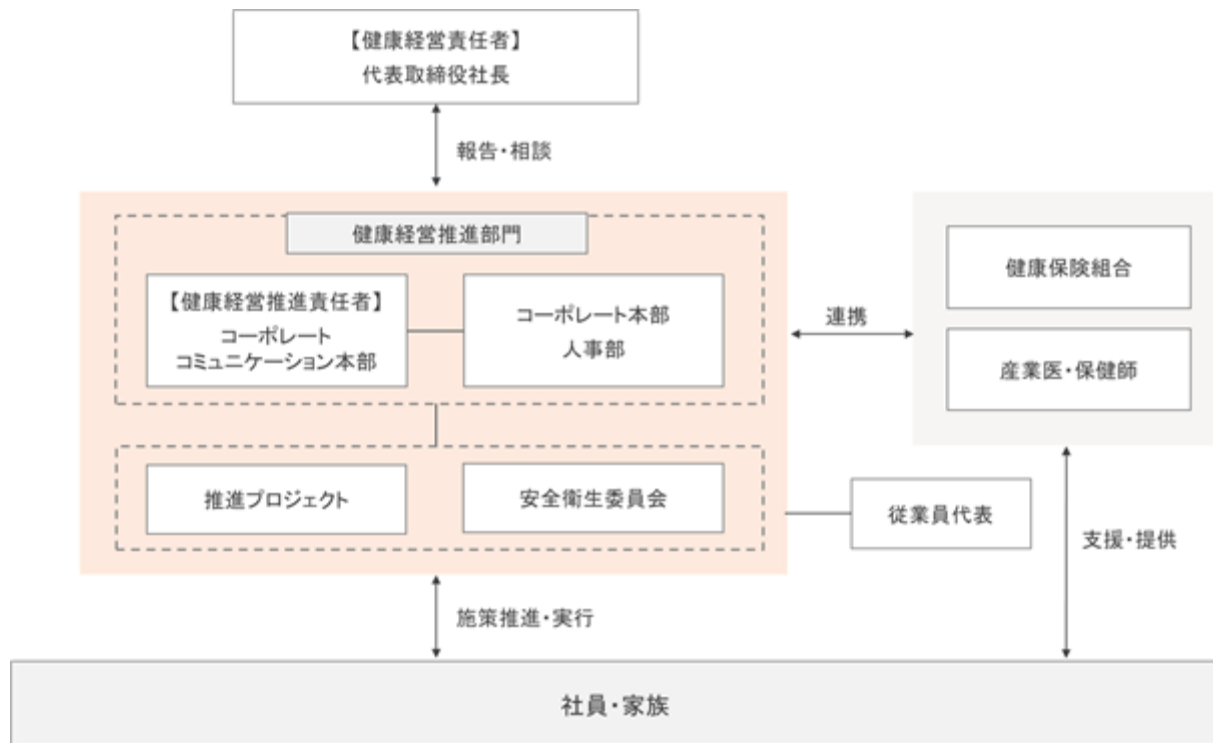 【健康経営責任者】
代表取締役社長
報告・相談
健康経営推進部門
【健康経営推進責任者】
コーポレート
コミュニケーション本部
コーポレート本部
人事部
連携
健康保険組合
産業医・保健師
推進プロジェクト
安全衛生委員会
従業員代表
支援・提供
施策推進・実行
社員・家族